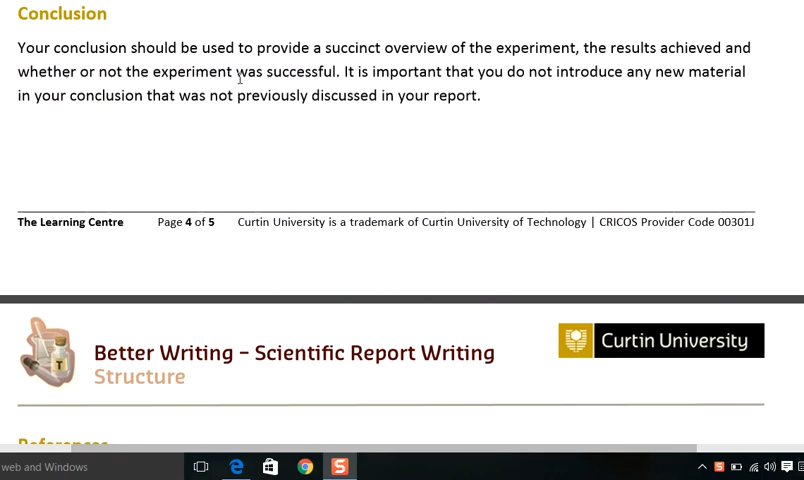 Conclusion
Your conclusion should be used to provide a succinct overview of the experiment, the results achieved and
whether or not the experiment was successful. It is important that you do not introduce any new material
in your conclusion that was not previously discussed in your report.
The Learning Centre Page 4 of 5 Curtin University is a trademark of Curtin University of Technology | CRICOS Provider Code 00301J
T
Curtin University
Better Writing – Scientific Report Writing
Structure
References
web and Windows
S
S